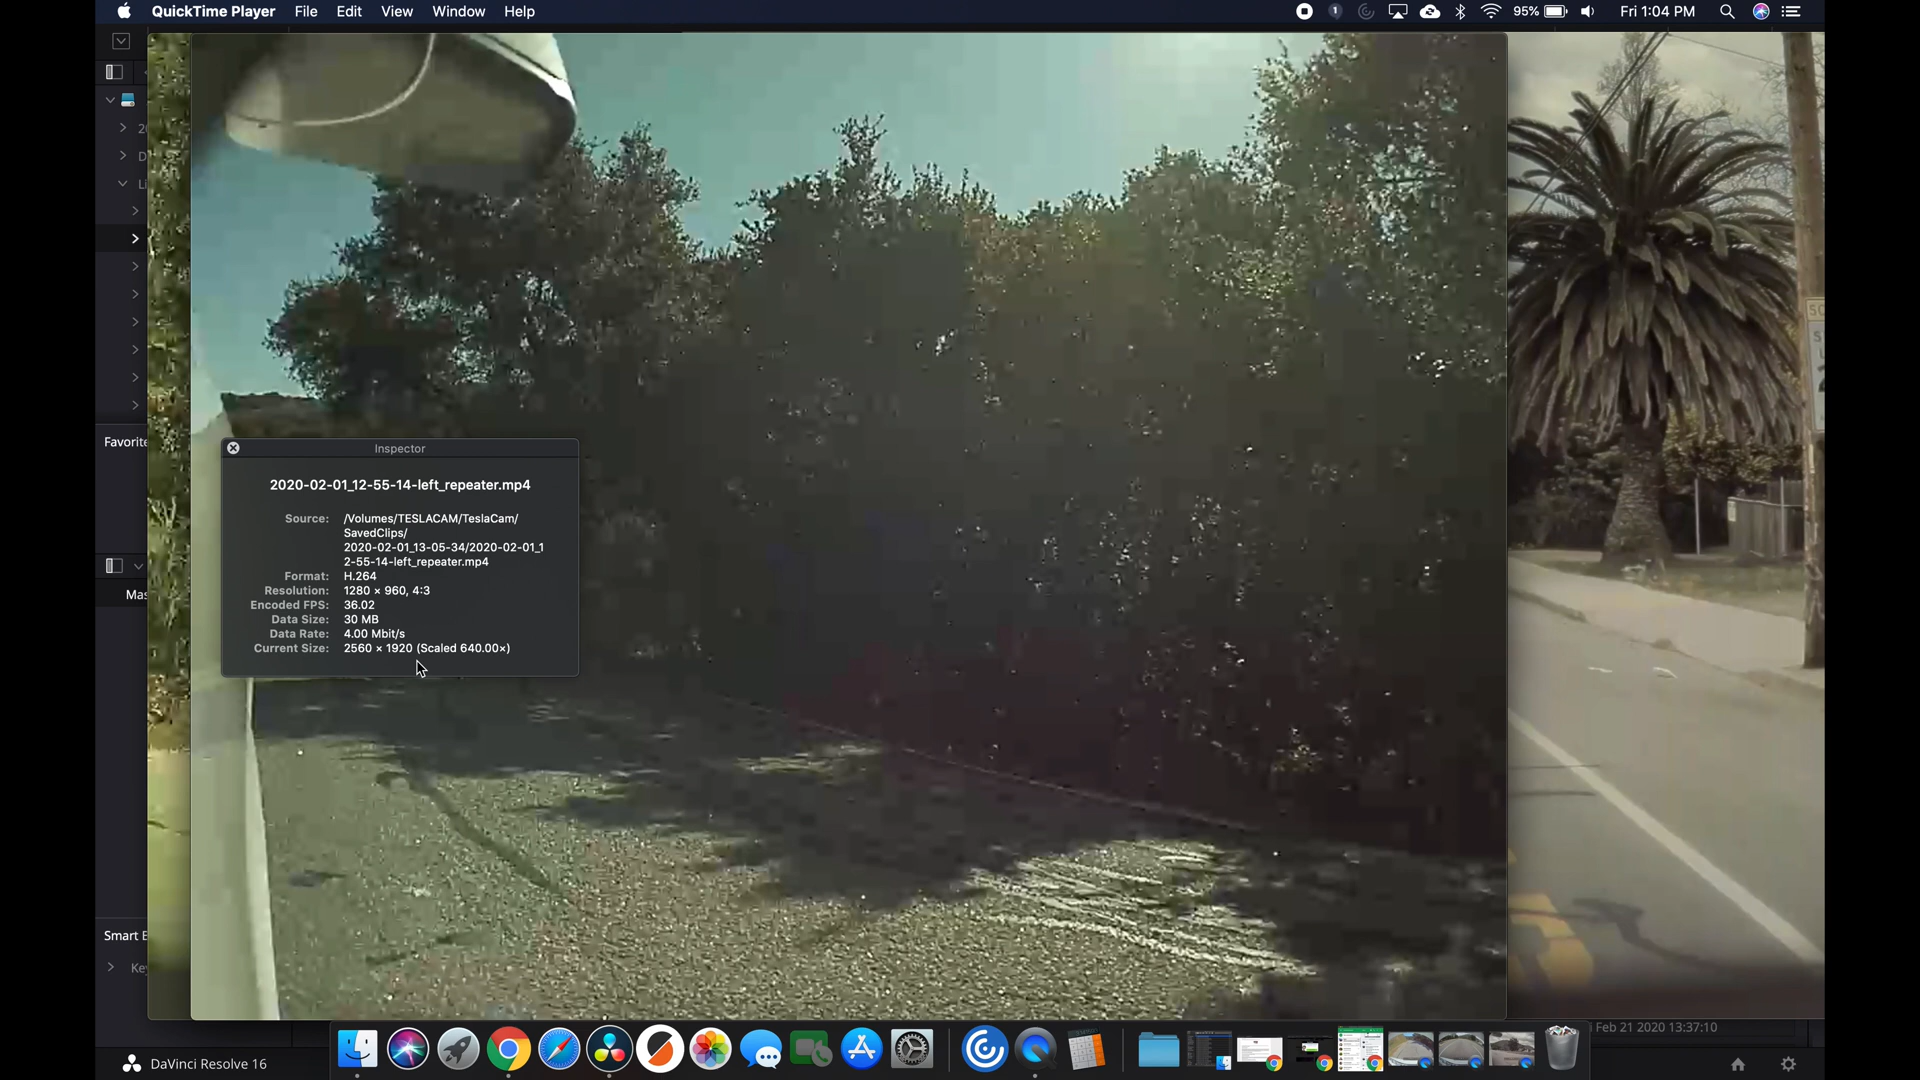 QuickTime Player File Edit View Window Help
95% Fri 1:04 PM
Favorite
Inspector
2020-02-01_12-55-14-left_repeater.mp4
Source: /Volumes/TESLACAM/TeslaCam/
SavedClips/
2020-02-01_13-05-34/2020-02-01_1
2-55-14-left_repeater.mp4
Format: H.264
Resolution: 1280 × 960, 4:3
Encoded FPS: 36.02
Data Size: 30 MB
Data Rate: 4.00 Mbit/s
Current Size: 2560 × 1920 (Scaled 640.00×)
Mas
Smart B
Key
Feb 21 2020 13:37:10
DaVinci Resolve 16